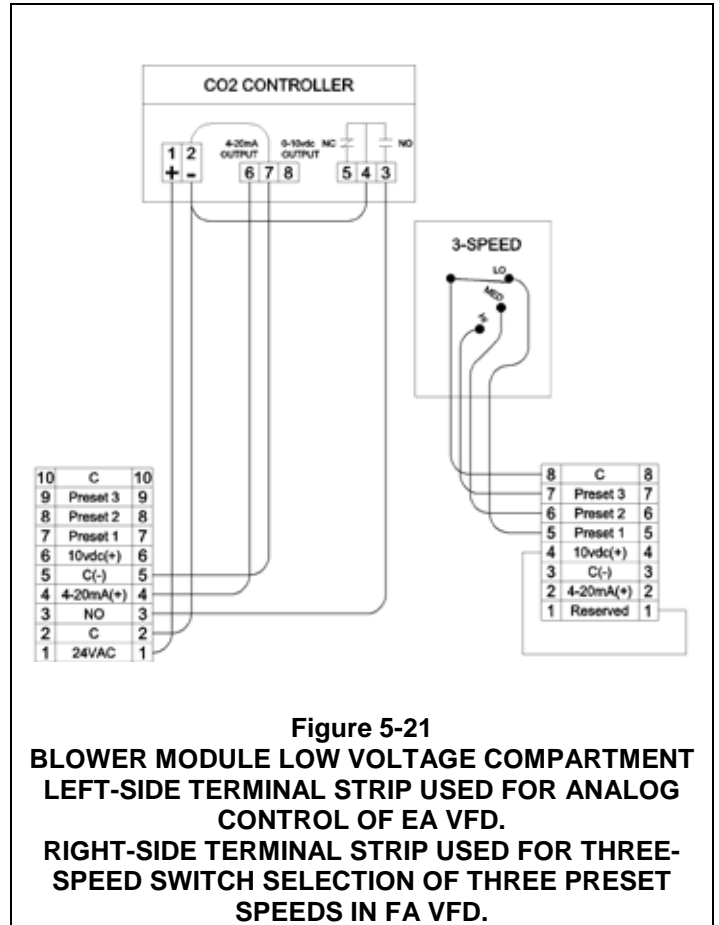 CO2 CONTROLLER
1 2
+ -
4-20mA OUTPUT
0-10vdc OUTPUT
NC
NO
6 7 8
5 4 3
3-SPEED
LO
MED
HI
10 C 10
9 Preset 3 9
8 Preset 2 8
7 Preset 1 7
6 10vdc(+) 6
5 C(-) 5
4 4-20mA(+) 4
3 NO 3
2 C 2
1 24VAC 1
8 C 8
7 Preset 3 7
6 Preset 2 6
5 Preset 1 5
4 10vdc(+) 4
3 C(-) 3
2 4-20mA(+) 2
1 Reserved 1
Figure 5-21
BLOWER MODULE LOW VOLTAGE COMPARTMENT
LEFT-SIDE TERMINAL STRIP USED FOR ANALOG
CONTROL OF EA VFD.
RIGHT-SIDE TERMINAL STRIP USED FOR THREE-
SPEED SWITCH SELECTION OF THREE PRESET
SPEEDS IN FA VFD.